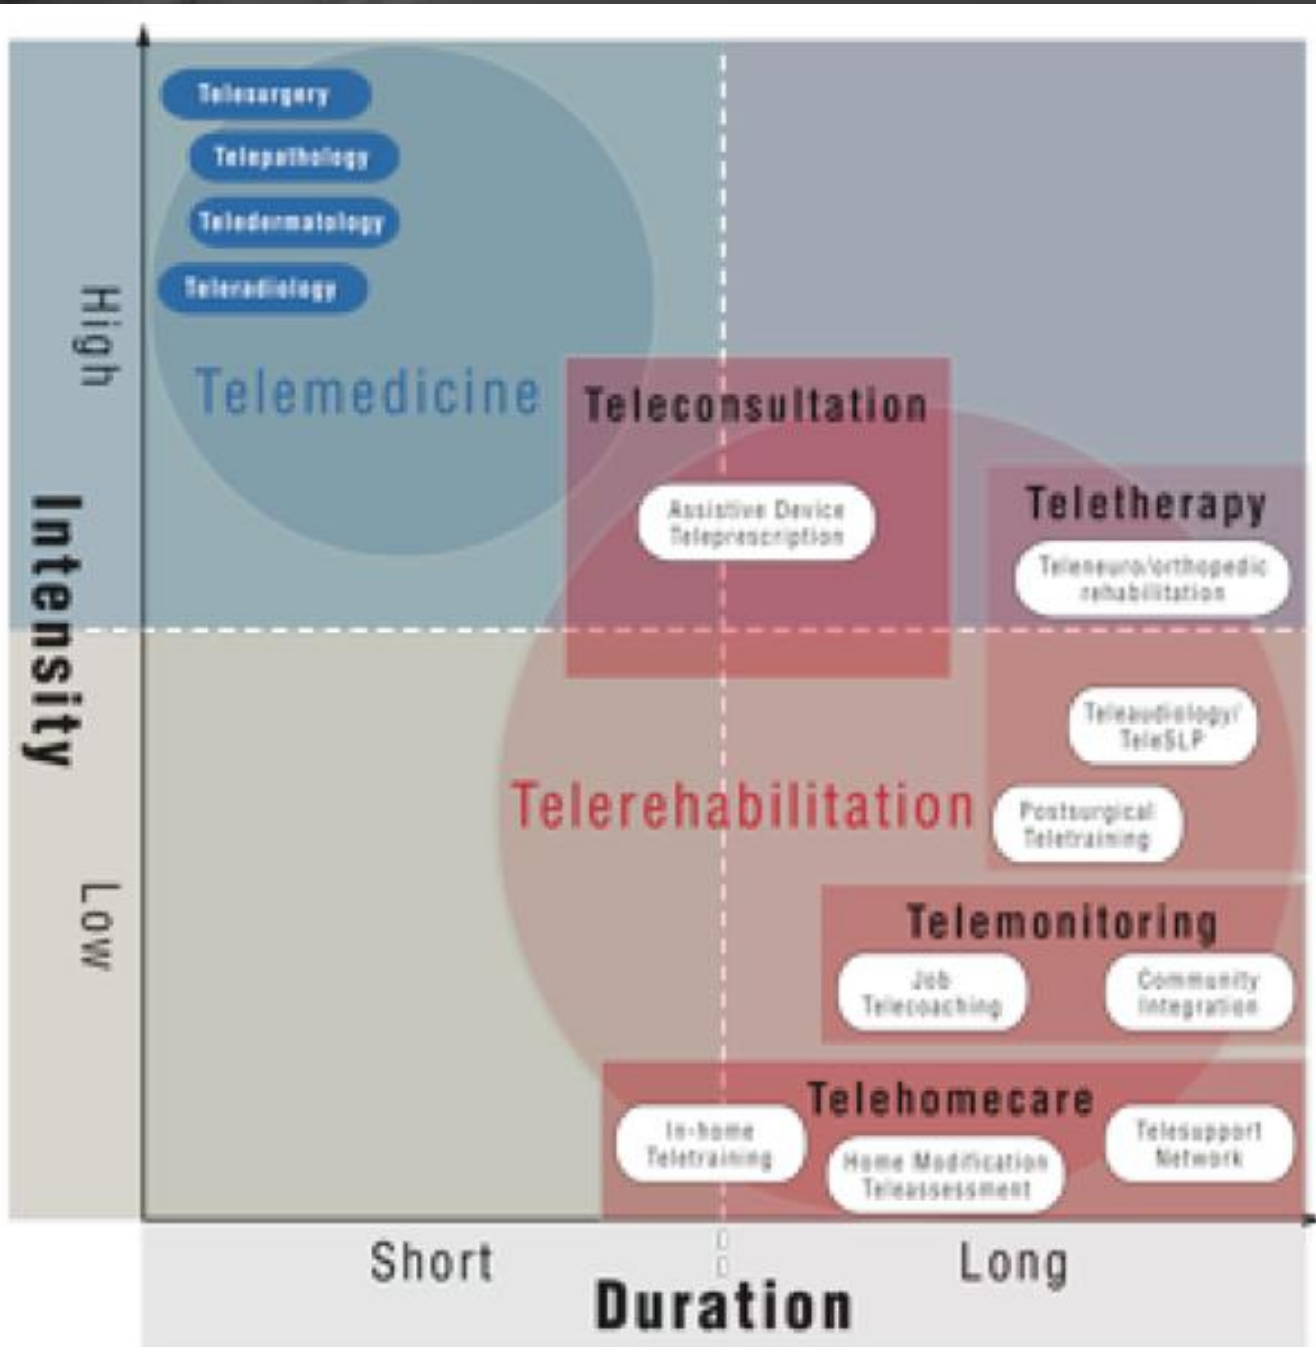 Telesurgery
Telepathology
Teledermatology
Teleradiology
High
Telemedicine
Teleconsultation
Assistive Device
Teleprescription
Teletherapy
Teleneuro/orthopedic
rehabilitation
Intensity
Teleaudiology/
TeleSLP
Telerehabilitation
Postsurgical
Teletraining
Low
Telemonitoring
Job
Telecoaching
Community
Integration
Telehomecare
In-home
Teletraining
Home Modification
Teleassessment
Telesupport
Network
Short
Long
Duration